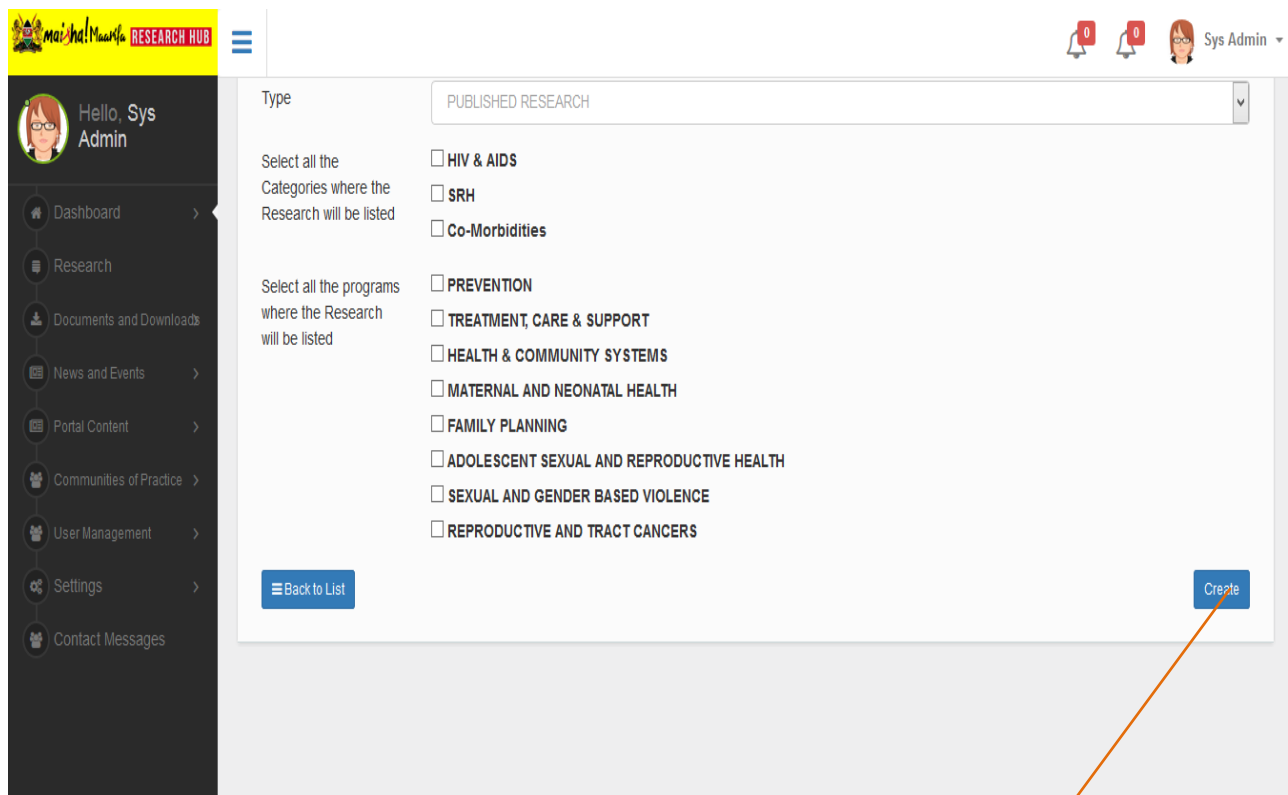 maisha! Maarifa RESEARCH HUB
0
0
Sys Admin
Hello, Sys
Admin
Dashboard
Research
Documents and Downloads
News and Events
Portal Content
Communities of Practice
User Management
Settings
Contact Messages
Type
PUBLISHED RESEARCH
Select all the
Categories where the
Research will be listed
HIV & AIDS
SRH
Co-Morbidities
Select all the programs
where the Research
will be listed
PREVENTION
TREATMENT, CARE & SUPPORT
HEALTH & COMMUNITY SYSTEMS
MATERNAL AND NEONATAL HEALTH
FAMILY PLANNING
ADOLESCENT SEXUAL AND REPRODUCTIVE HEALTH
SEXUAL AND GENDER BASED VIOLENCE
REPRODUCTIVE AND TRACT CANCERS
Back to List
Create